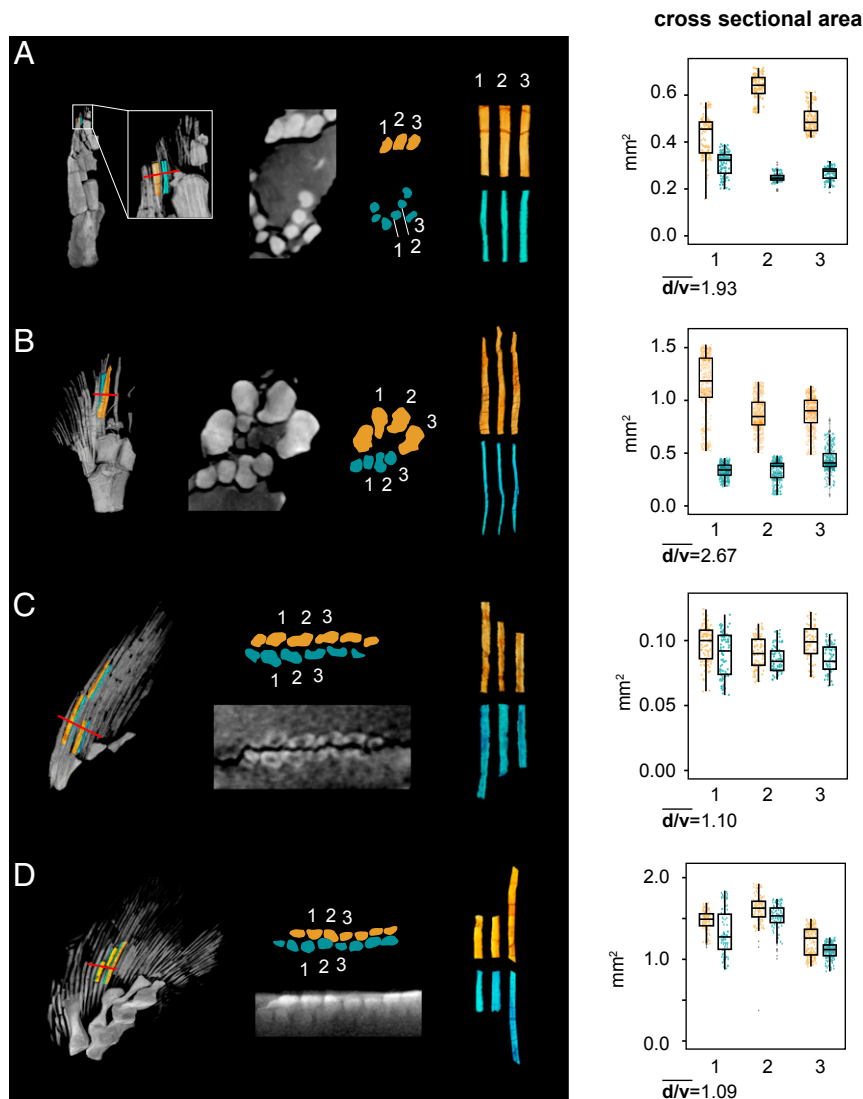 cross sectional area
A
1 2 3
1 2 3
3
1 2
mm²
0.6
0.4
0.2
0.0
1 2 3
d/v=1.93
B
1 2
3
1 2 3
mm²
1.5
1.0
0.5
0.0
1 2 3
d/v=2.67
C
1 2 3
1 2 3
mm²
0.10
0.05
0.00
1 2 3
d/v=1.10
D
1 2 3
1 2 3
mm²
2.0
1.0
0.0
1 2 3
d/v=1.09